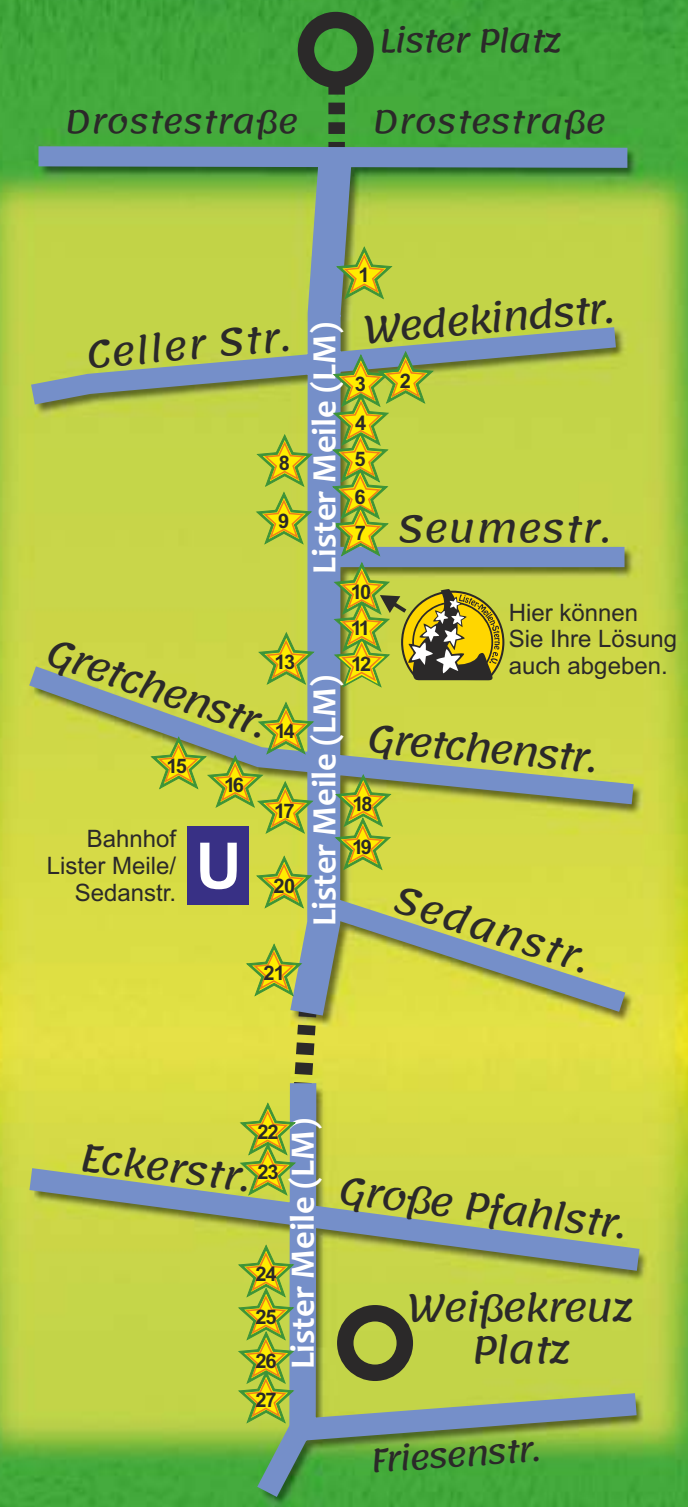 Lister Platz
Drostestraße
Drostestraße
1
Wedekindstr.
Celler Str.
Lister Meile (LM)
3
2
4
5
8
6
9
7
Seumestr.
10
Lister-Meilen-Sterne e.V.
Hier können
Sie Ihre Lösung
auch abgeben.
11
12
13
Gretchenstr.
Lister Meile (LM)
14
Gretchenstr.
15
16
17
18
19
Bahnhof
Lister Meile/
Sedanstr.
U
20
Sedanstr.
21
22
Lister Meile (LM)
Eckerstr.
23
Große Pfahlstr.
24
25
Weißekreuz
Platz
26
27
Friesenstr.